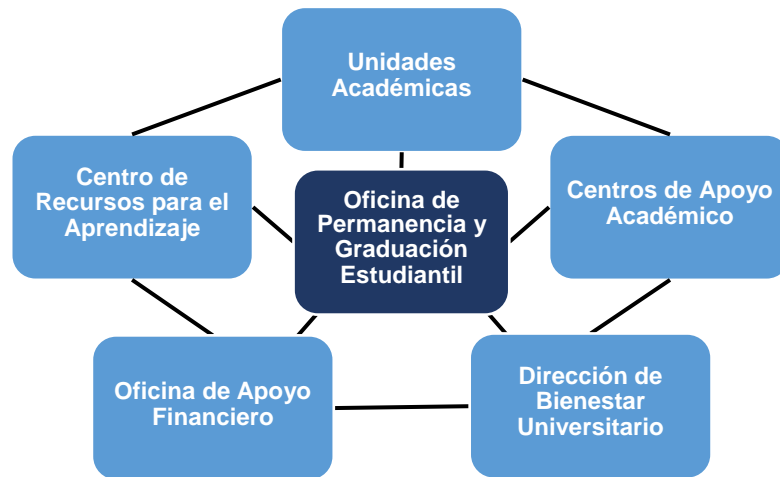 Unidades
Académicas
Centro de
Recursos para el
Aprendizaje
Oficina de
Permanencia y
Graduación
Estudiantil
Centros de Apoyo
Académico
Oficina de Apoyo
Financiero
Dirección de
Bienestar
Universitario